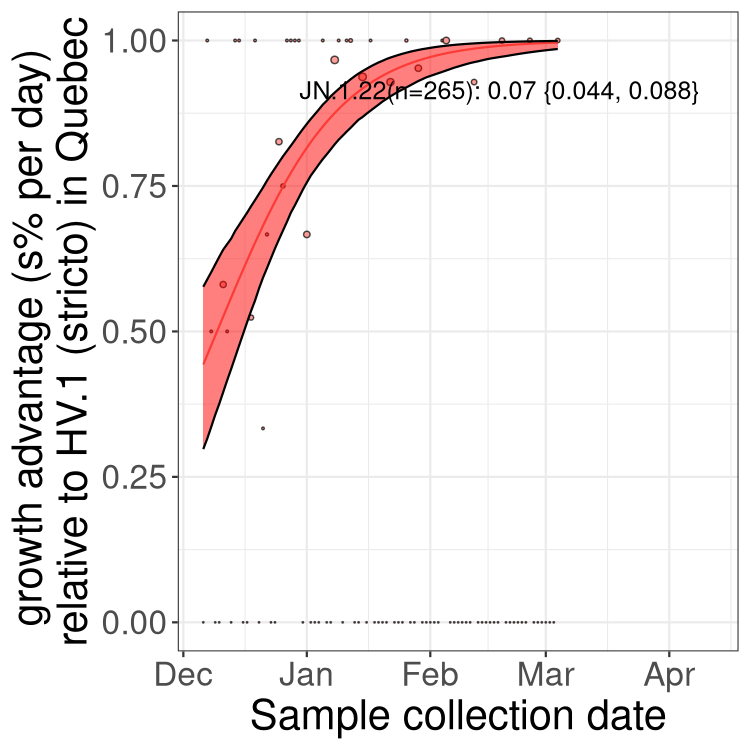 growth advantage (s% per day)
relative to HV.1 (stricto) in Quebec
1.00
0.75
0.50
0.25
0.00
JN.1.22(n=265): 0.07 {0.044, 0.088}
Dec Jan Feb Mar Apr
Sample collection date